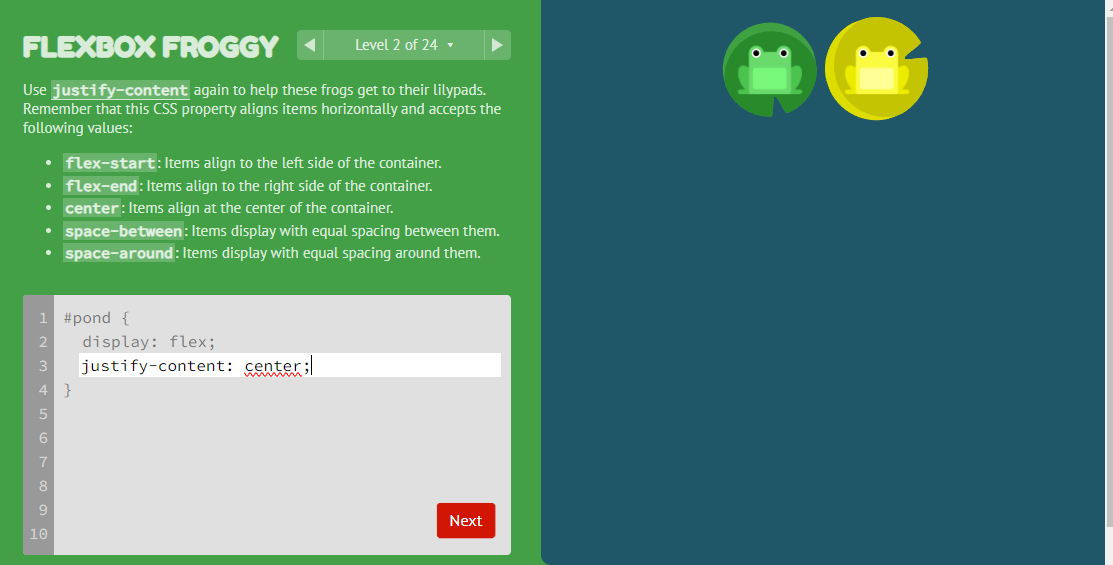 FLEXBOX FROGGY
Level 2 of 24
Use justify-content again to help these frogs get to their lilypads.
Remember that this CSS property aligns items horizontally and accepts the
following values:
flex-start: Items align to the left side of the container.
flex-end: Items align to the right side of the container.
center: Items align at the center of the container.
space-between: Items display with equal spacing between them.
space-around: Items display with equal spacing around them.
1 #pond {
2 display: flex;
3 justify-content: center;
4 }
5
6
7
8
9
10
Next